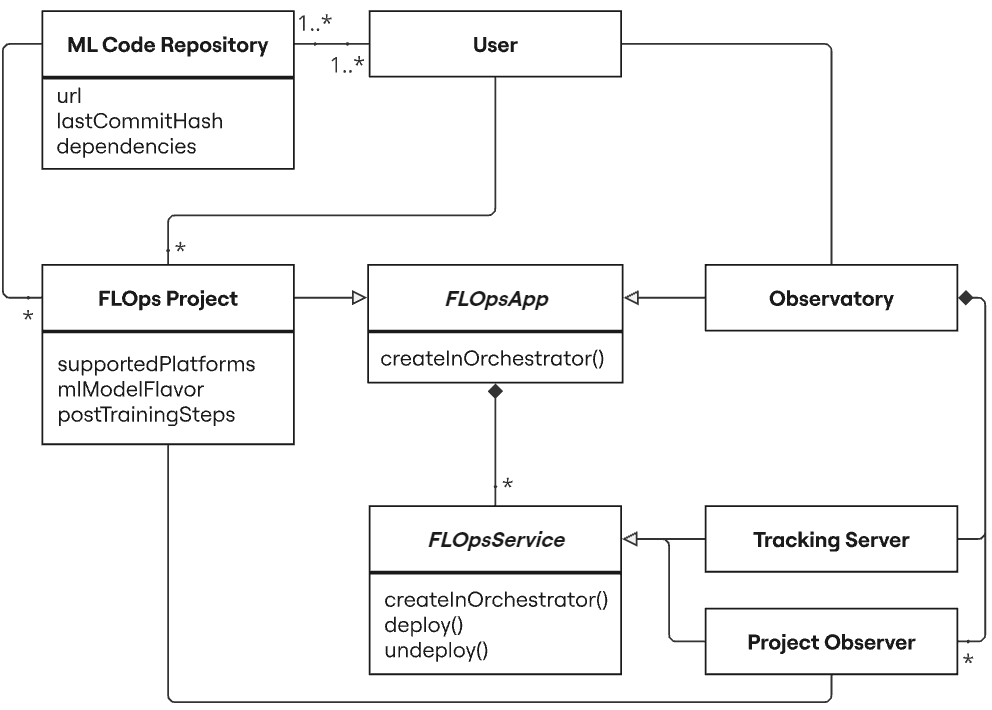 ML Code Repository
1..*
User
1..*
url
lastCommitHash
dependencies
*
FLOps Project
FLOpsApp
Observatory
*
supportedPlatforms
mlModelFlavor
postTrainingSteps
createInOrchestrator()
*
FLOpsService
Tracking Server
createInOrchestrator()
deploy()
undeploy()
Project Observer
*